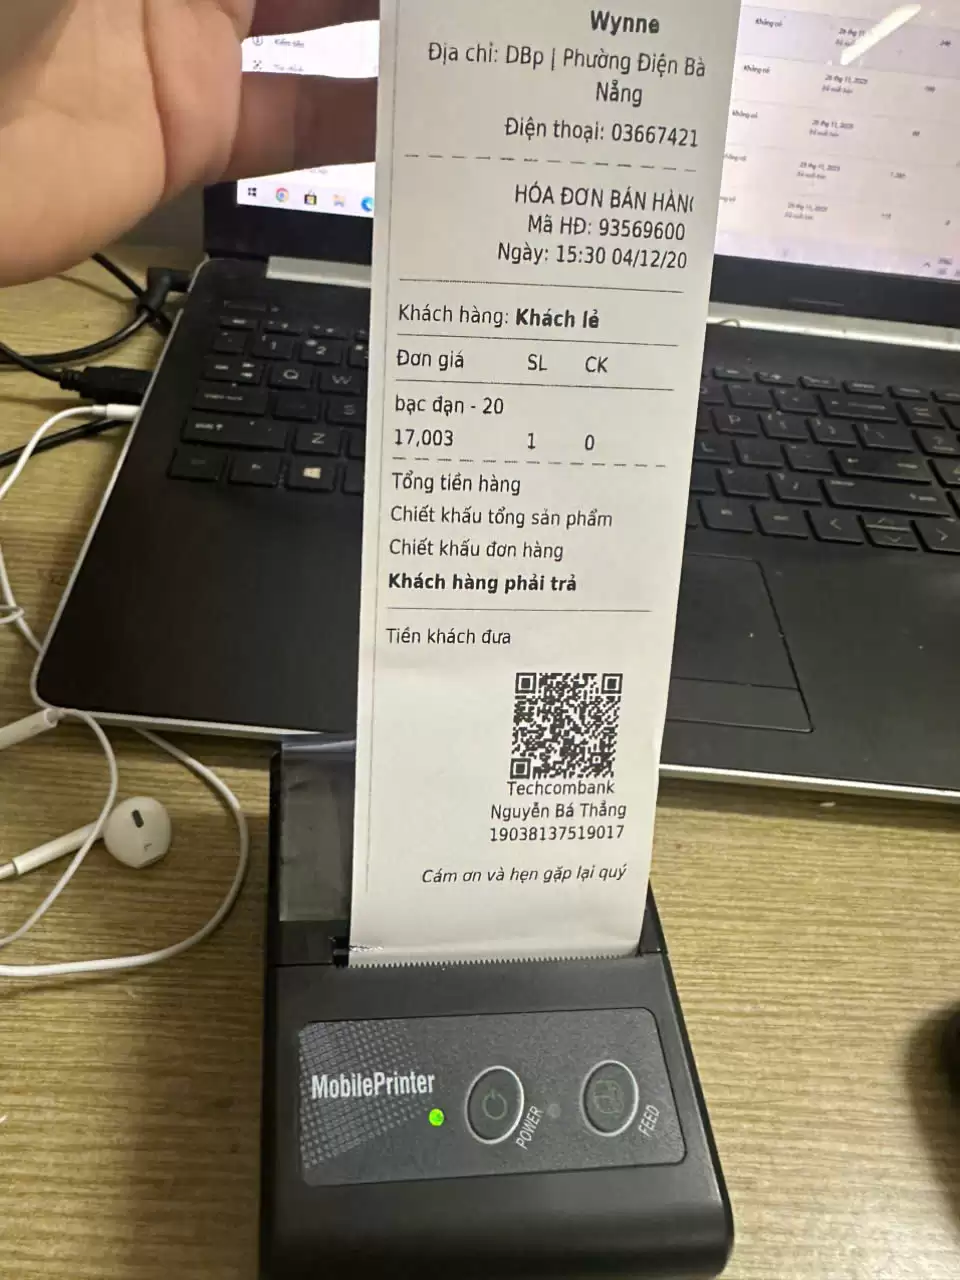 Wynne
Địa chỉ: DBp | Phường Điện Bà
Nẵng
Điện thoại: 03667421
HÓA ĐƠN BÁN HÀN
Mã HĐ: 93569600
Ngày: 15:30 04/12/20
Khách hàng: Khách lẻ
Đơn giá SL CK
bạc đạn - 20
17,003 1 0
Tổng tiền hàng
Chiết khấu tổng sản phẩm
Chiết khấu đơn hàng
Khách hàng phải trả
Tiền khách đưa
Techcombank
Nguyễn Bá Thẳng
19038137519017
Cám ơn và hẹn gặp lại quý
MobilePrinter
POWER
FEED